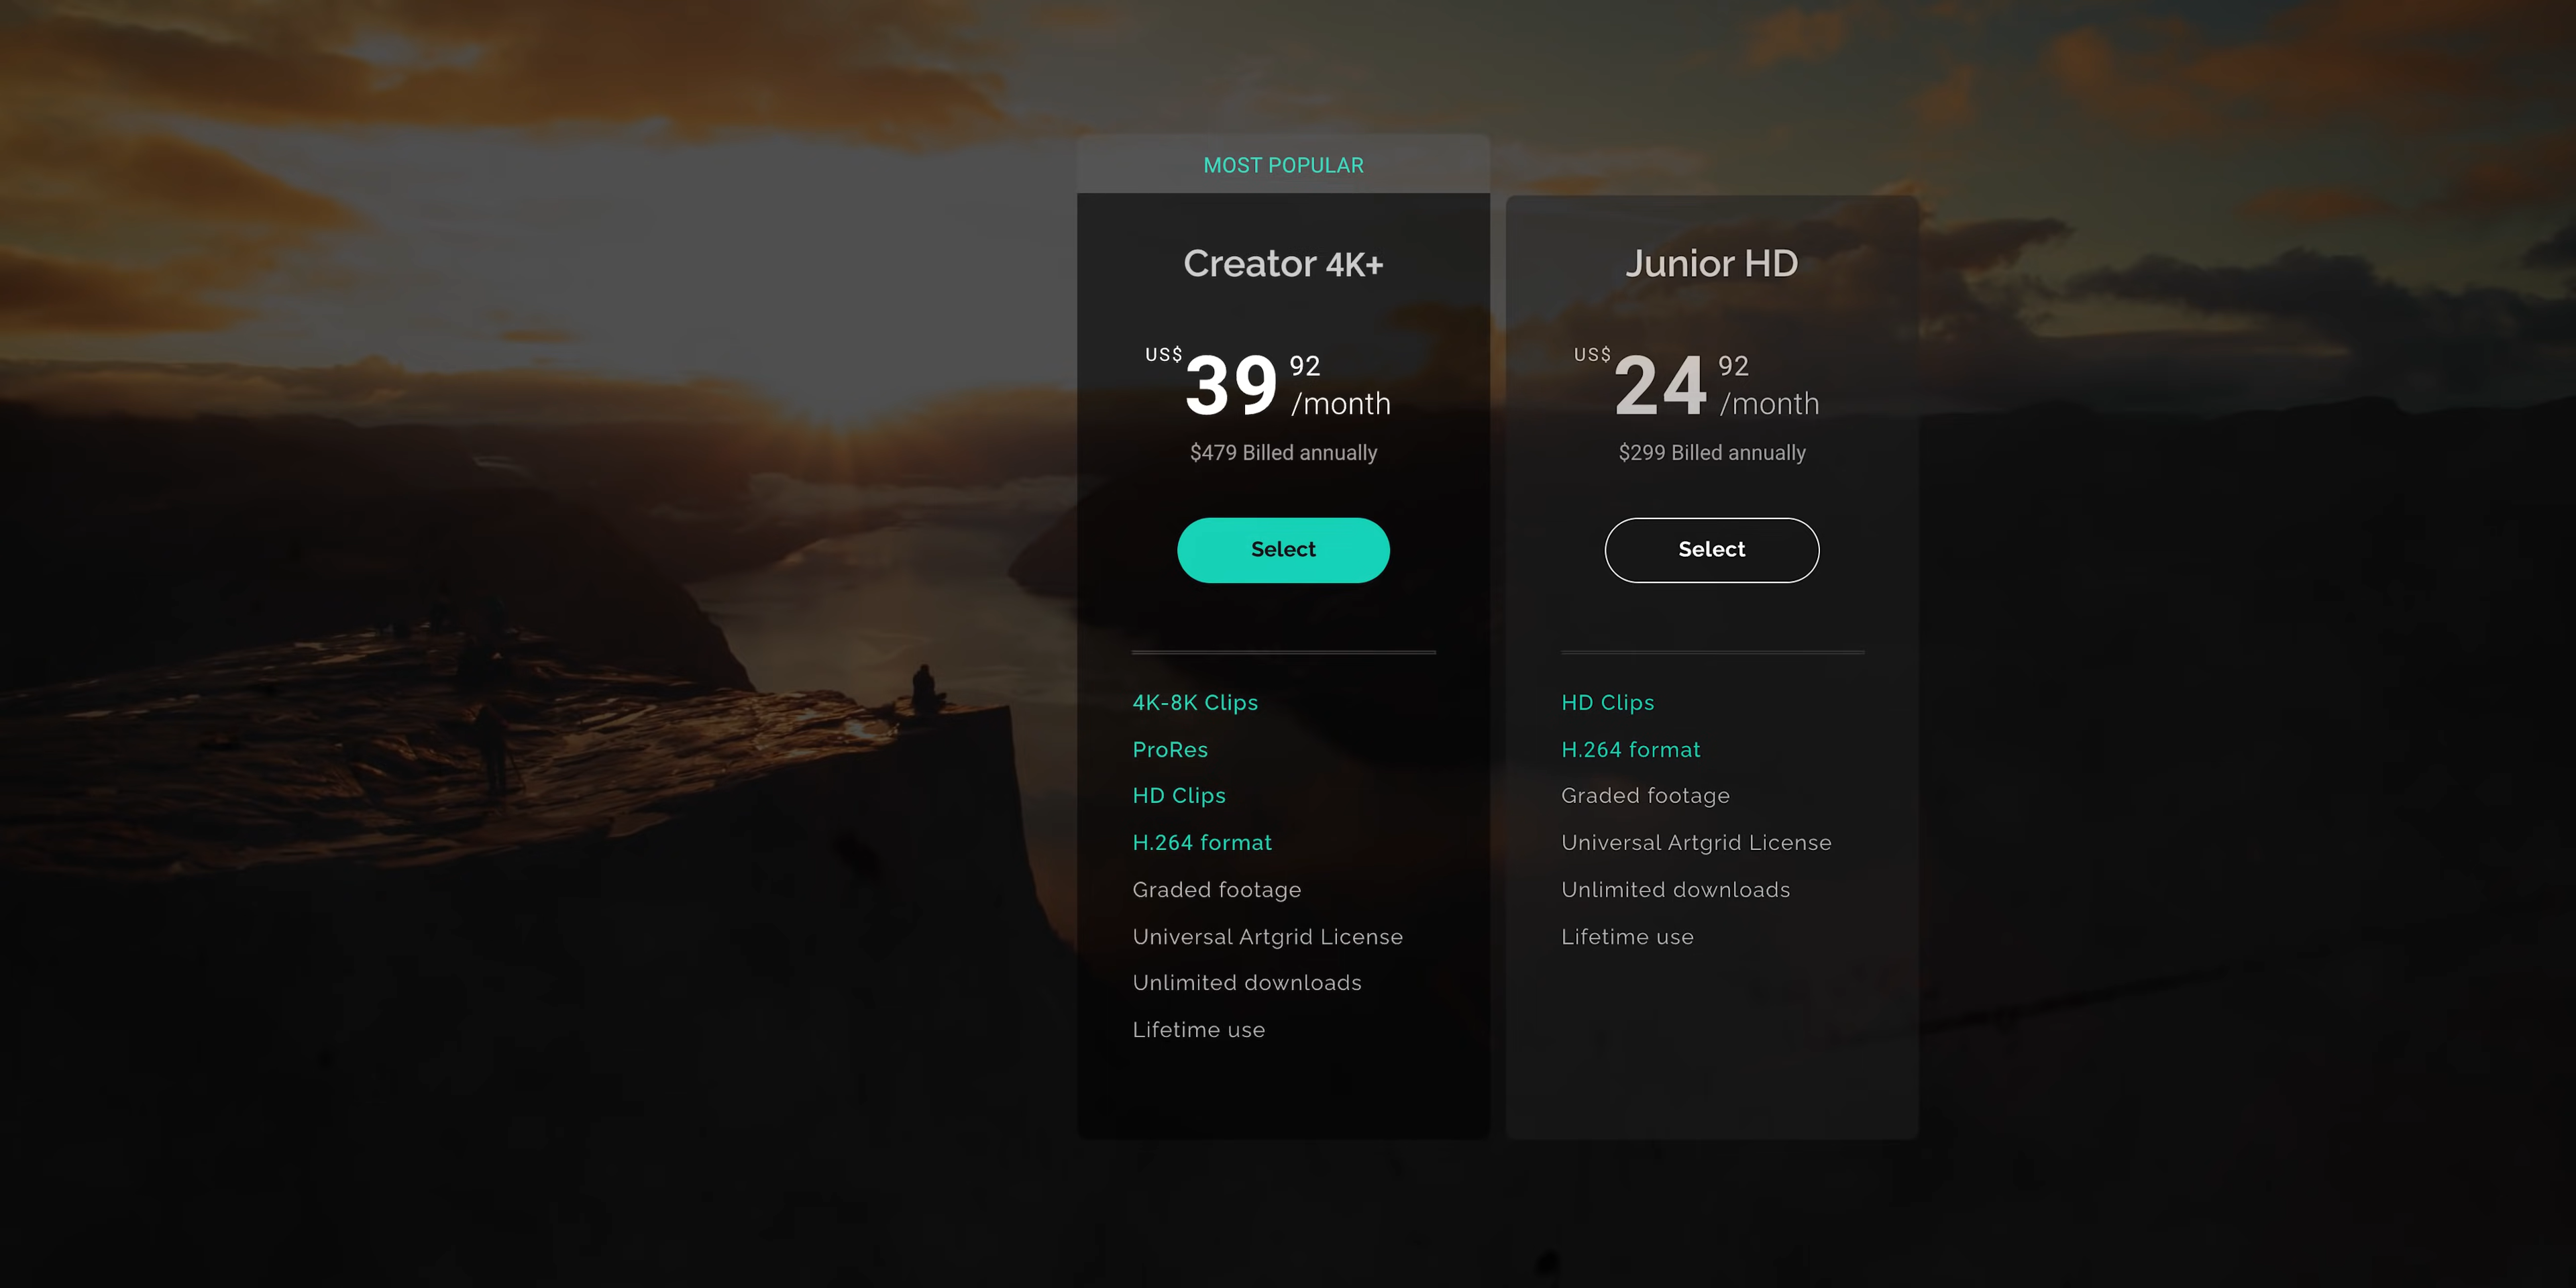 MOST POPULAR
Creator 4K+
US$ 39 92 /month
$479 Billed annually
Select
4K-8K Clips
ProRes
HD Clips
H.264 format
Graded footage
Universal Artgrid License
Unlimited downloads
Lifetime use
Junior HD
US$ 24 92 /month
$299 Billed annually
Select
HD Clips
H.264 format
Graded footage
Universal Artgrid License
Unlimited downloads
Lifetime use